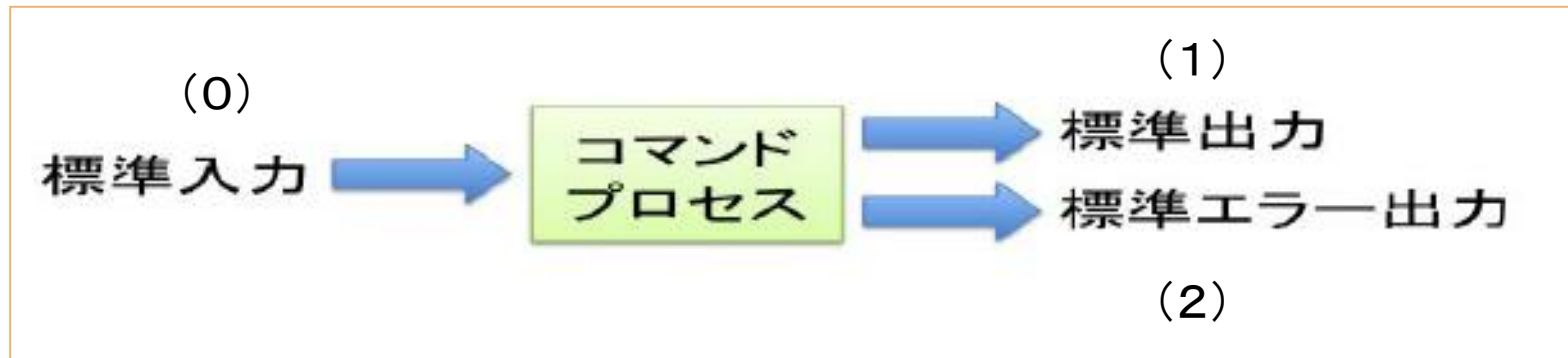 （0）
標準入力
コマンド
プロセス
（1）
標準出力
標準エラー出力
（2）